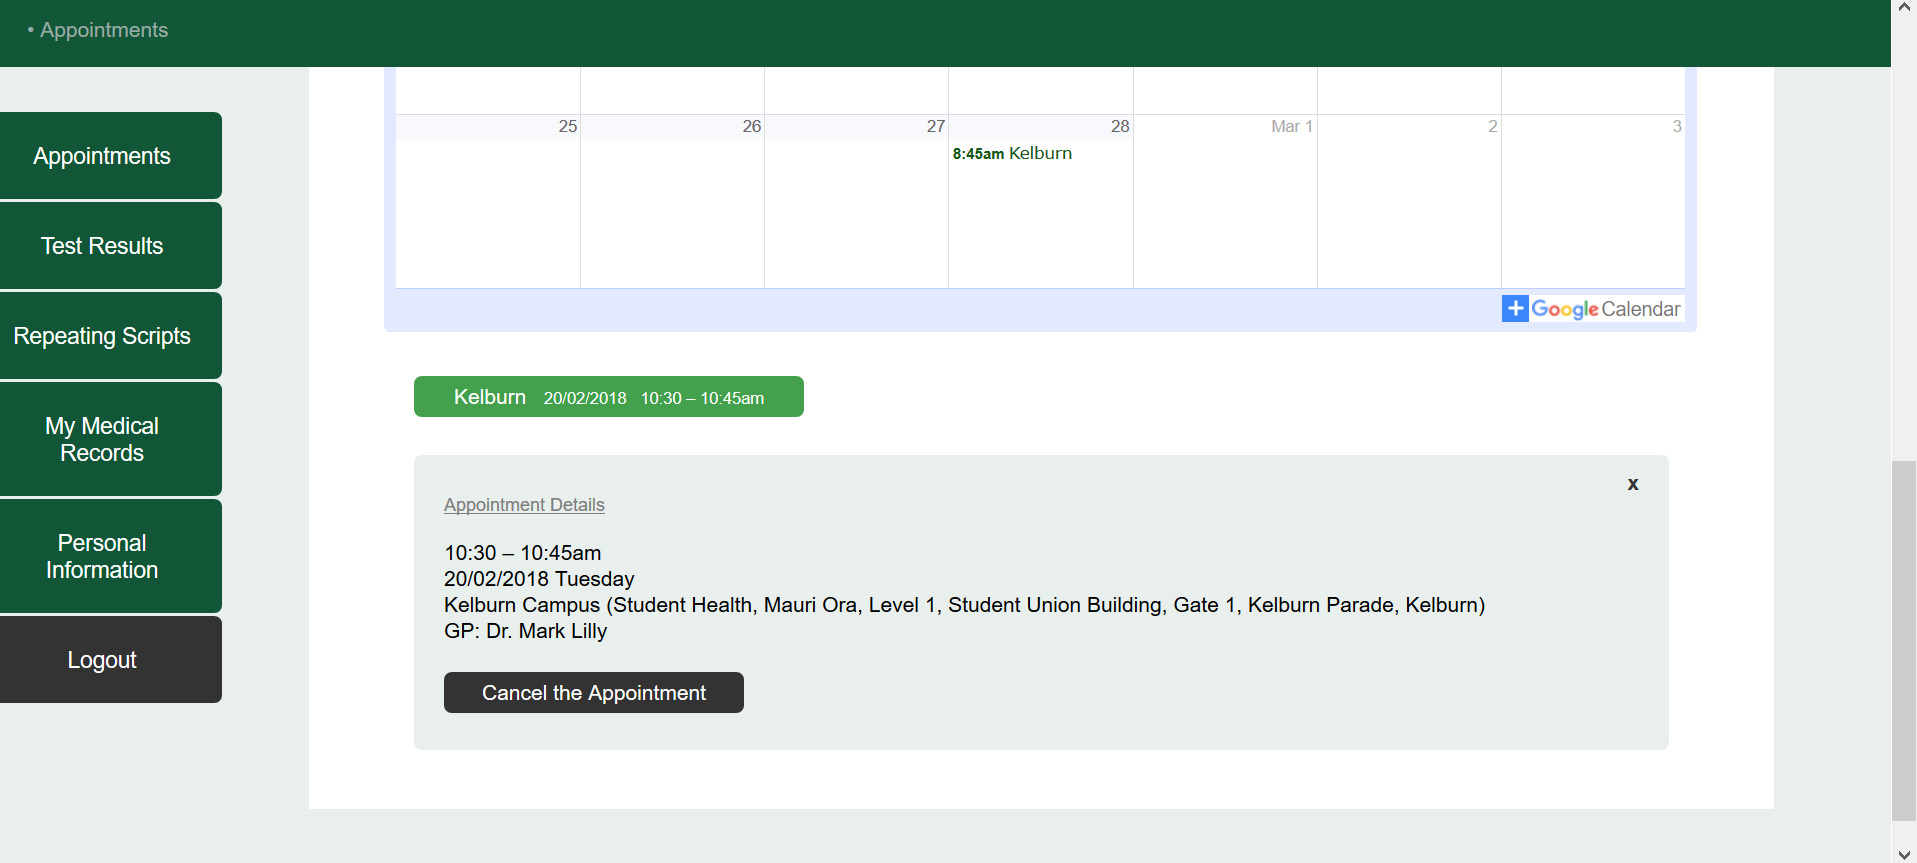 • Appointments
Appointments
Test Results
Repeating Scripts
My Medical
Records
Personal
Information
Logout
25 26 27 28 Mar 1 2 3
8:45am Kelburn
+ Google Calendar
Kelburn 20/02/2018 10:30 – 10:45am
x
Appointment Details
10:30 – 10:45am
20/02/2018 Tuesday
Kelburn Campus (Student Health, Mauri Ora, Level 1, Student Union Building, Gate 1, Kelburn Parade, Kelburn)
GP: Dr. Mark Lilly
Cancel the Appointment